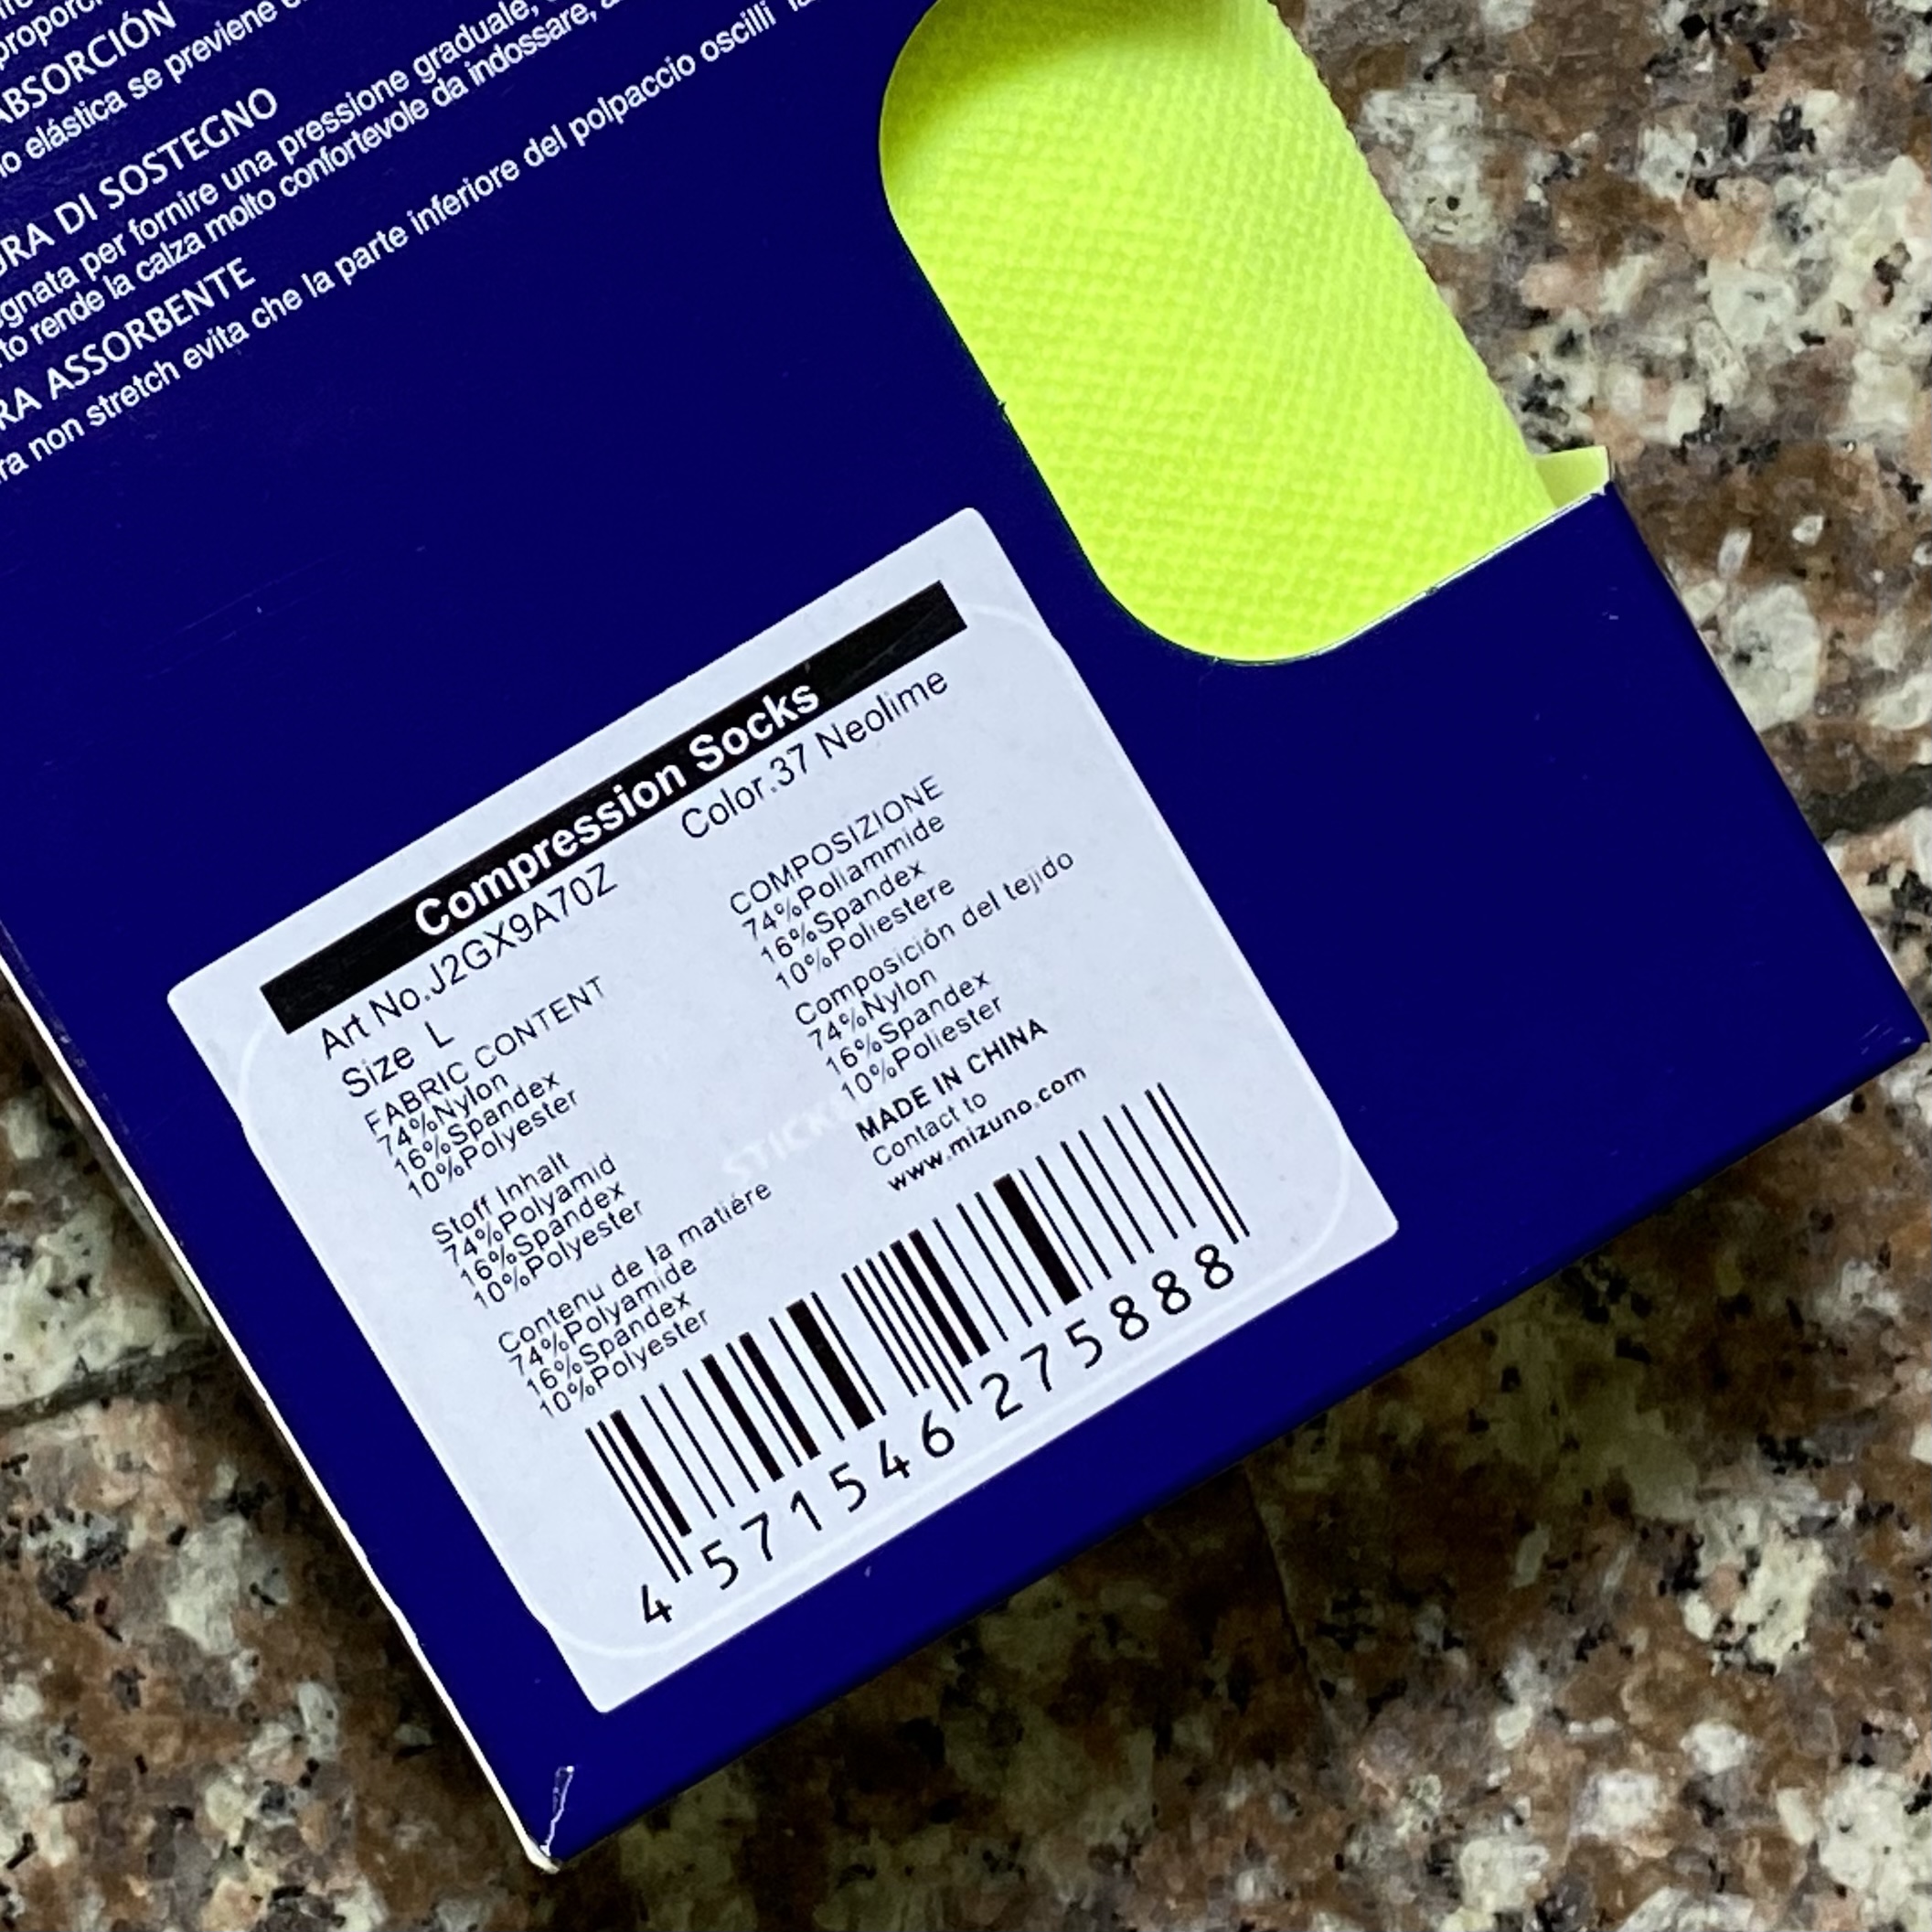 proporci
ABSORCIÓN
elástica se previene
DI SOSTEGNO
per fornire una pressione graduale,
rende la calza molto confortevole da indossare,
ASSORBENTE
non stretch evita che la parte inferiore del polpaccio oscilli
Compression Socks
Art No.J2GX9A70Z Color.37 Neolime
Size L
FABRIC CONTENT
74%Nylon
16%Spandex
10%Polyester
Stoff Inhalt
74%Polyamid
16%Spandex
10%Polyester
Contenu de la matiére
74%Polyamide
16%Spandex
10%Polyester
COMPOSIZIONE
74%Poliammide
16%Spandex
10%Poliestere
Composición del tejido
74%Nylon
16%Spandex
10%Poliester
MADE IN CHINA
Contact to
www.mizuno.com
4 571546 275888